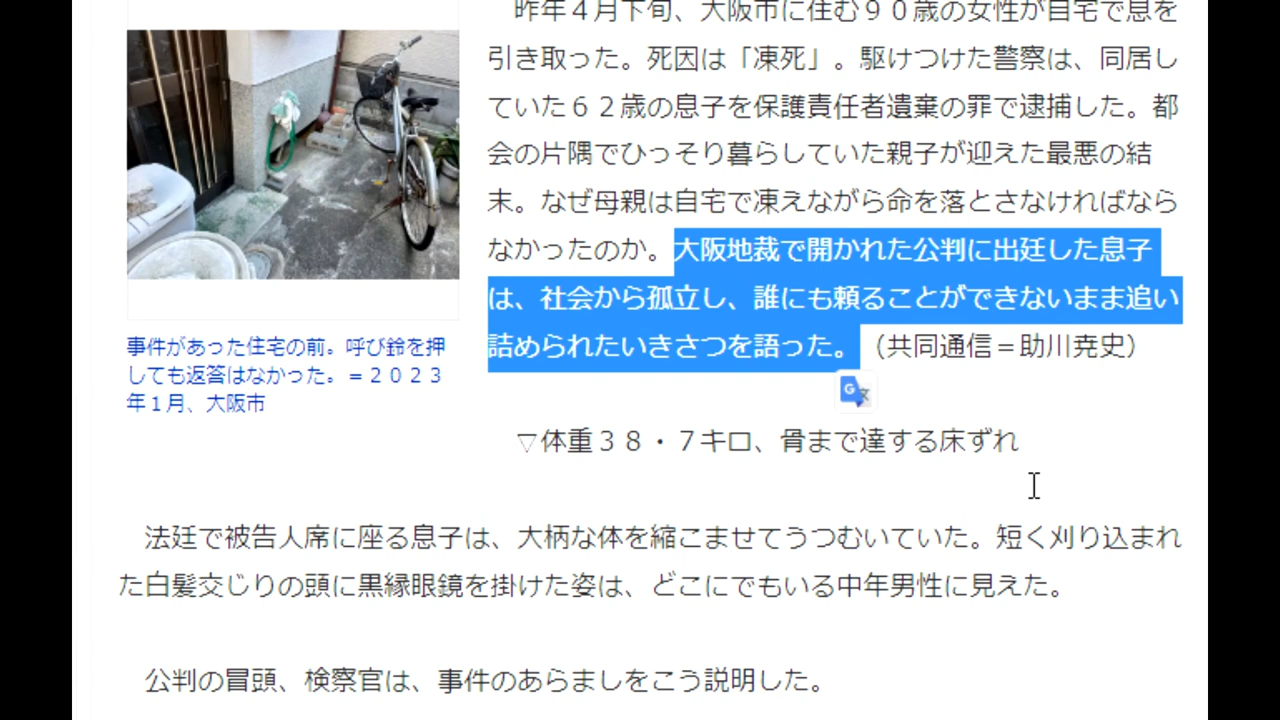 昨年４月下旬、大阪市に住む９０歳の女性が自宅で息を
引き取った。死因は「凍死」。駆けつけた警察は、同居し
ていた６２歳の息子を保護責任者遺棄の罪で逮捕した。都
会の片隅でひっそり暮らしていた親子が迎えた最悪の結
末。なぜ母親は自宅で凍えながら命を落とさなければなら
なかったのか。大阪地裁で開かれた公判に出廷した息子
は、社会から孤立し、誰にも頼ることができないまま追い
詰められたいきさつを語った。（共同通信＝助川尭史）
事件があった住宅の前。呼び鈴を押
しても返答はなかった。＝２０２３
年１月、大阪市
▽体重３８・７キロ、骨まで達する床ずれ
法廷で被告人席に座る息子は、大柄な体を縮こませてうつむいていた。短く刈り込まれ
た白髪交じりの頭に黒縁眼鏡を掛けた姿は、どこにでもいる中年男性に見えた。
公判の冒頭、検察官は、事件のあらましをこう説明した。